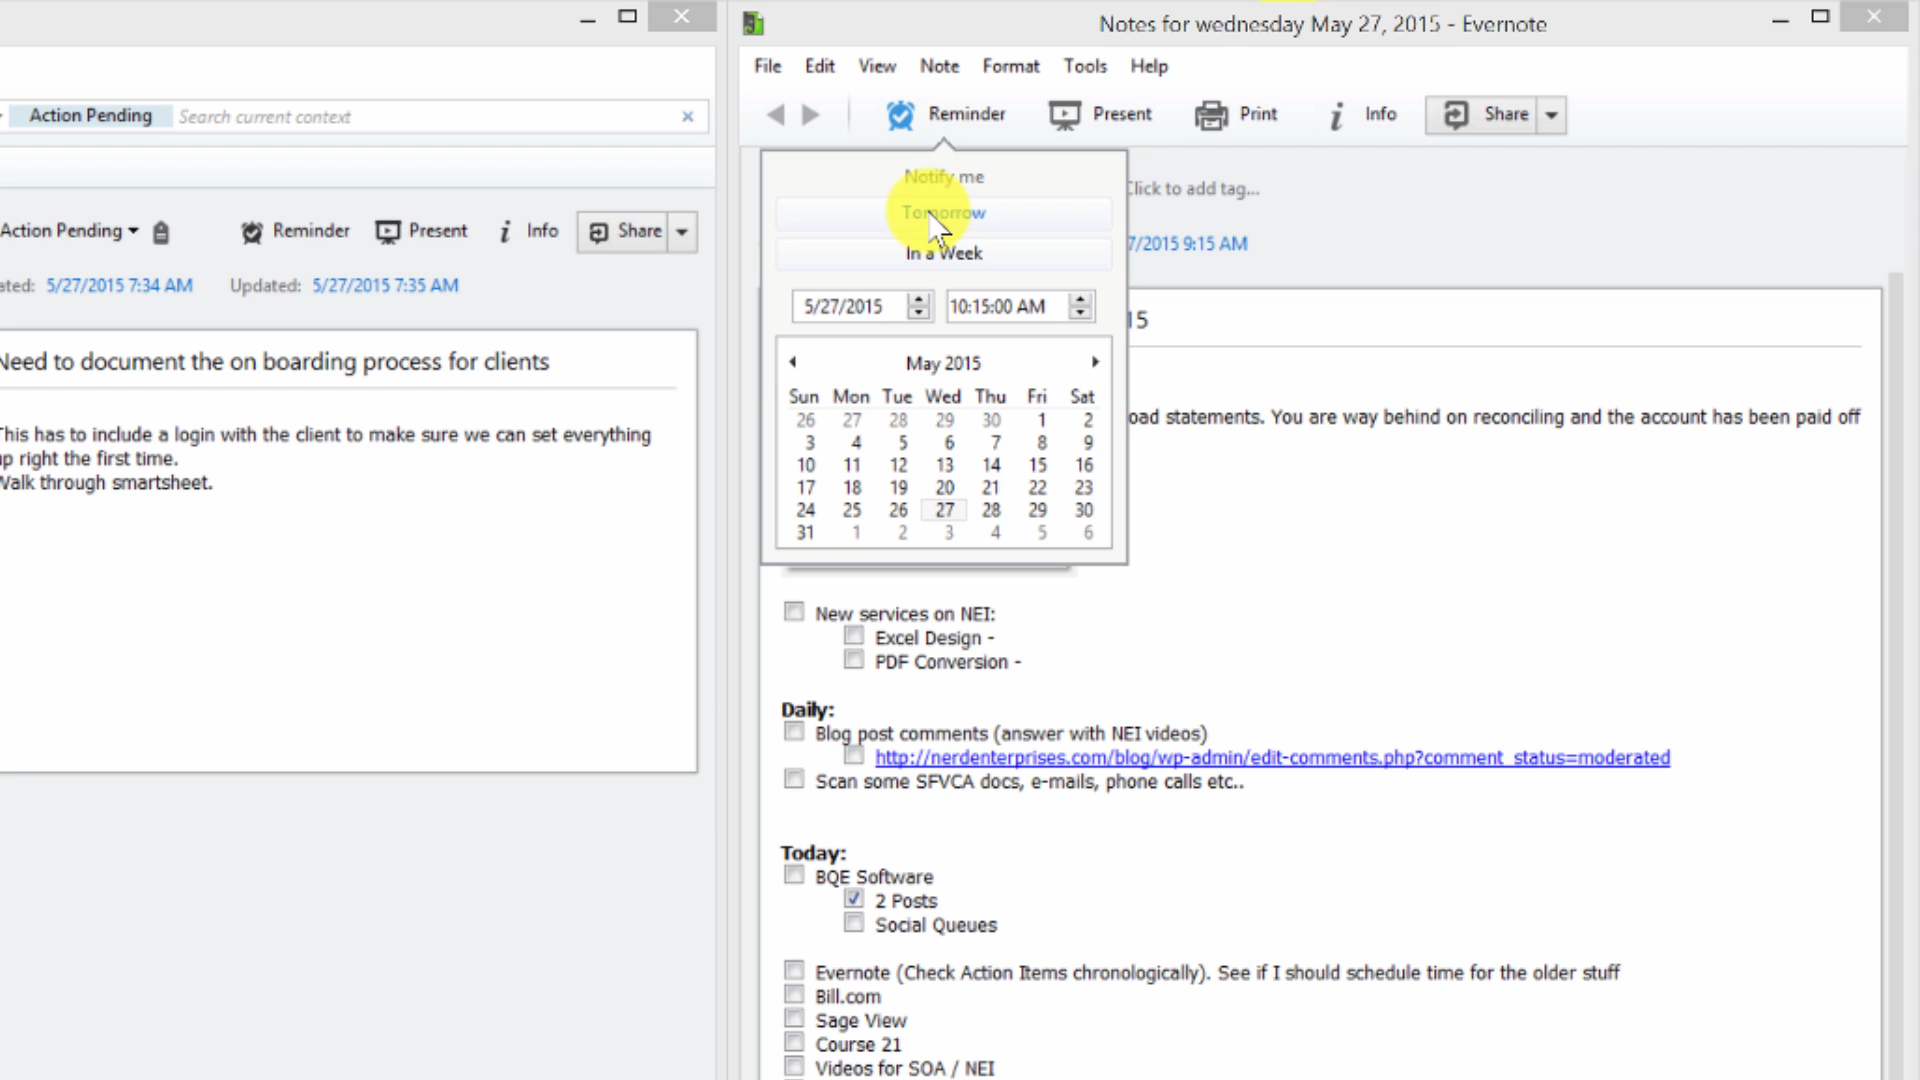 Action Pending Search current context
Action Pending Reminder Present Info Share
5/27/2015 7:34 AM Updated: 5/27/2015 7:35 AM
Need to document the on boarding process for clients
This has to include a login with the client to make sure we can set everything
up right the first time.
Walk through smartsheet.
Notes for wednesday May 27, 2015 - Evernote
File Edit View Note Format Tools Help
Reminder Present Print Info Share
Notify me
Tomorrow
In a Week
5/27/2015 10:15:00 AM
May 2015
Sun Mon Tue Wed Thu Fri Sat
26 27 28 29 30 1 2
3 4 5 6 7 8 9
10 11 12 13 14 15 16
17 18 19 20 21 22 23
24 25 26 27 28 29 30
31 1 2 3 4 5 6
Click to add tag...
7/2015 9:15 AM
15
oad statements. You are way behind on reconciling and the account has been paid off
New services on NEI:
Excel Design -
PDF Conversion -
Daily:
Blog post comments (answer with NEI videos)
http://nerdenterprises.com/blog/wp-admin/edit-comments.php?comment_status=moderated
Scan some SFVCA docs, e-mails, phone calls etc..
Today:
BQE Software
2 Posts
Social Queues
Evernote (Check Action Items chronologically). See if I should schedule time for the older stuff
Bill.com
Sage View
Course 21
Videos for SOA / NEI